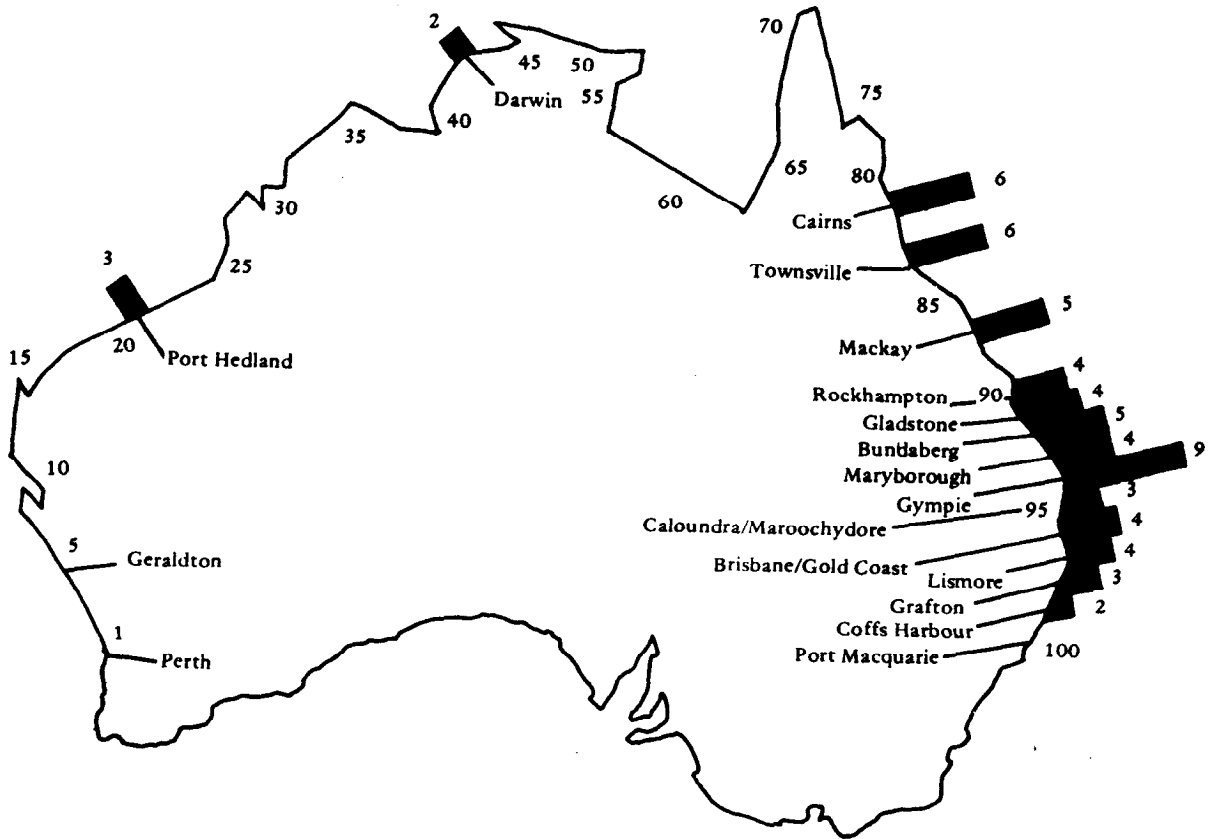 2
70
45
50
Darwin
55
75
40
35
65
80
6
60
30
Cairns
6
3
25
Townsville
85
5
20
15
Port Hedland
Mackay
4
Rockhampton
90
4
Gladstone
5
Bundaberg
4
9
10
Maryborough
3
Gympie
95
4
Caloundra/Maroochydore
5
Geraldton
Brisbane/Gold Coast
4
Lismore
3
Grafton
2
1
Coffs Harbour
Perth
Port Macquarie
100